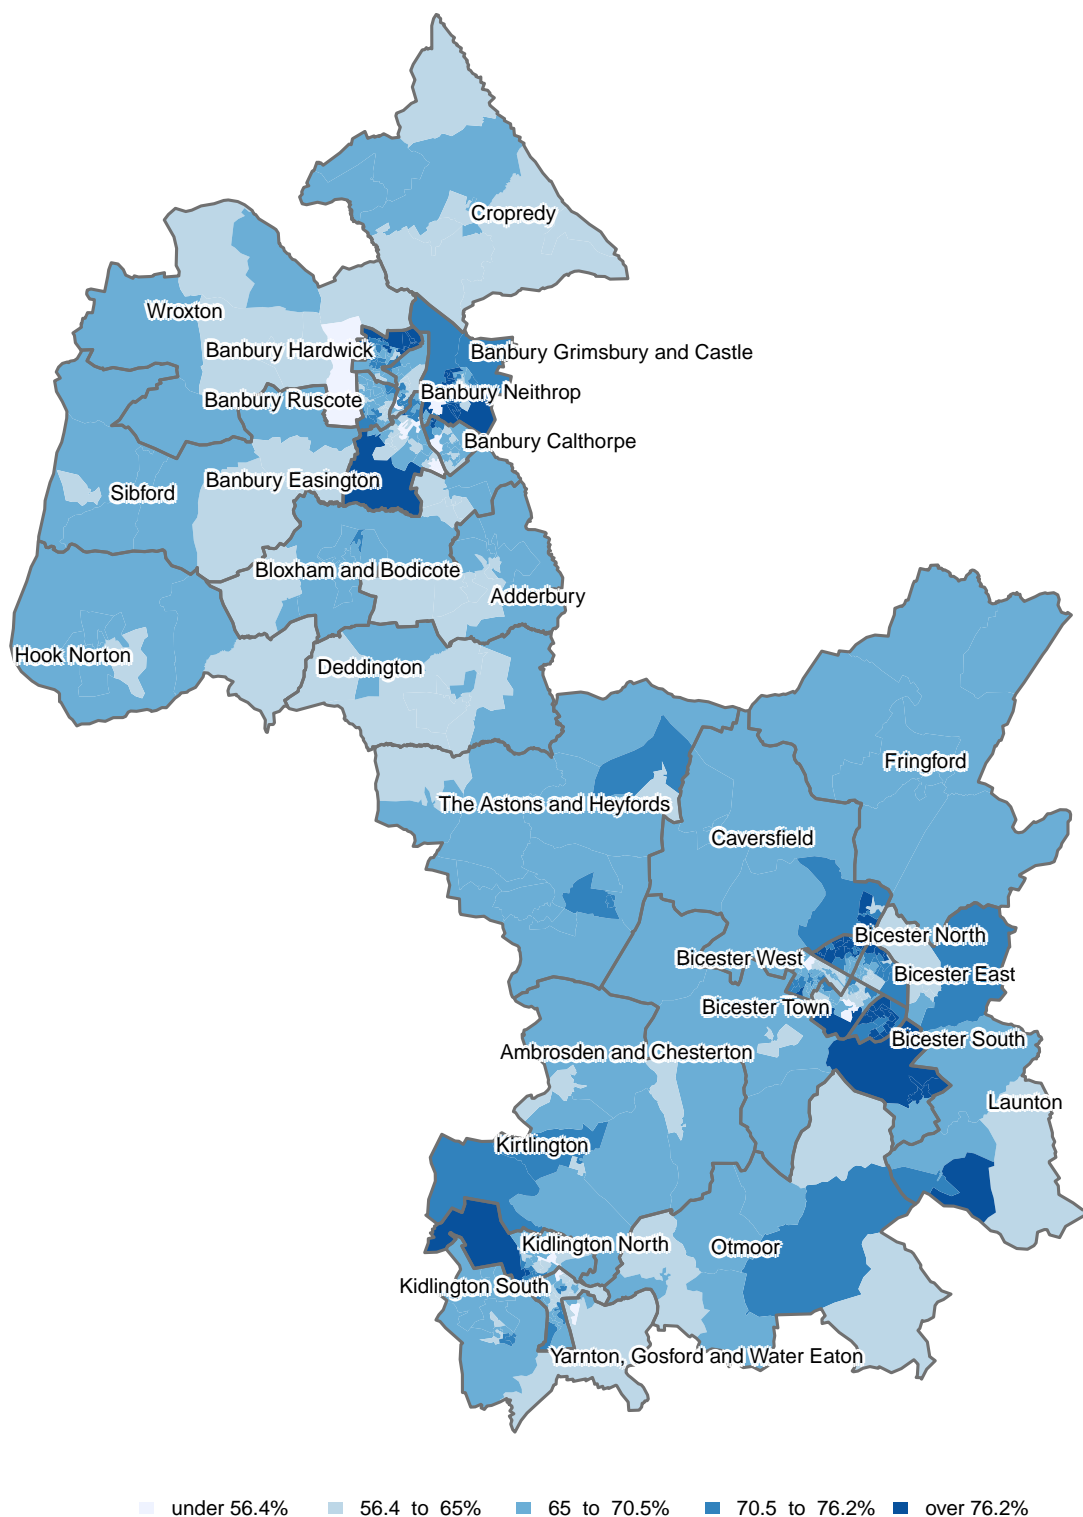 Cropredy
Wroxton
Banbury Hardwick
Banbury Grimsbury and Castle
Banbury Ruscote
Banbury Neithrop
Banbury Calthorpe
Banbury Easington
Sibford
Bloxham and Bodicote
Adderbury
Hook Norton
Deddington
Fringford
The Astons and Heyfords
Caversfield
Bicester North
Bicester West
Bicester East
Bicester Town
Bicester South
Ambrosden and Chesterton
Launton
Kirtlington
Kidlington North
Otmoor
Kidlington South
Yarnton, Gosford and Water Eaton
under 56.4% 56.4 to 65% 65 to 70.5% 70.5 to 76.2% over 76.2%